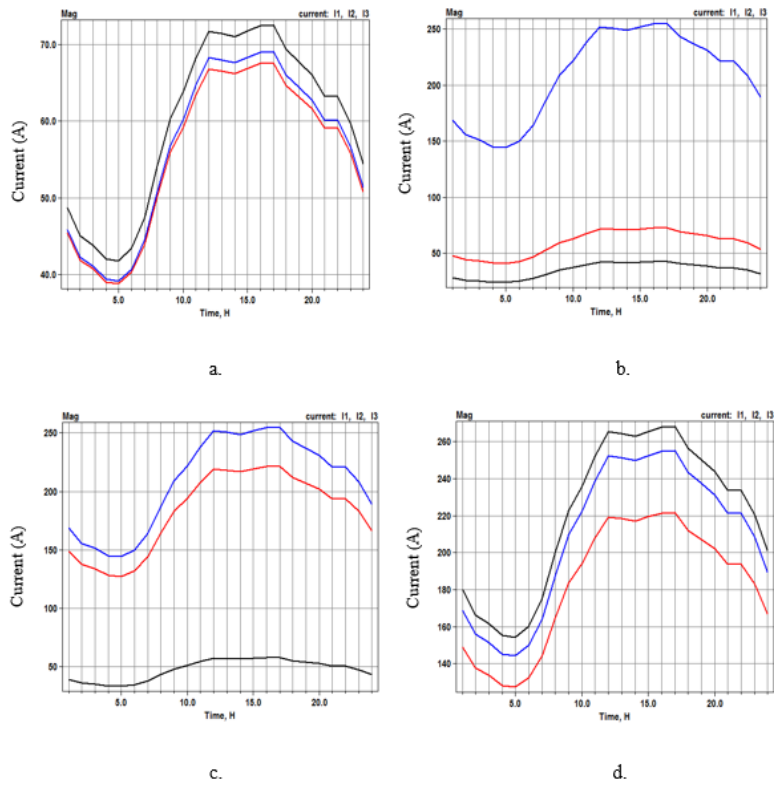 Mag current: I1, I2, I3
70.0
60.0
50.0
40.0
Current (A)
5.0 10.0 15.0 20.0
Time, H
a.
Mag current: I1, I2, I3
250
200
150
100
50
Current (A)
5.0 10.0 15.0 20.0
Time, H
b.
Mag current: I1, I2, I3
250
200
150
100
50
Current (A)
5.0 10.0 15.0 20.0
Time, H
c.
Mag current: I1, I2, I3
260
240
220
200
180
160
140
Current (A)
5.0 10.0 15.0 20.0
Time, H
d.